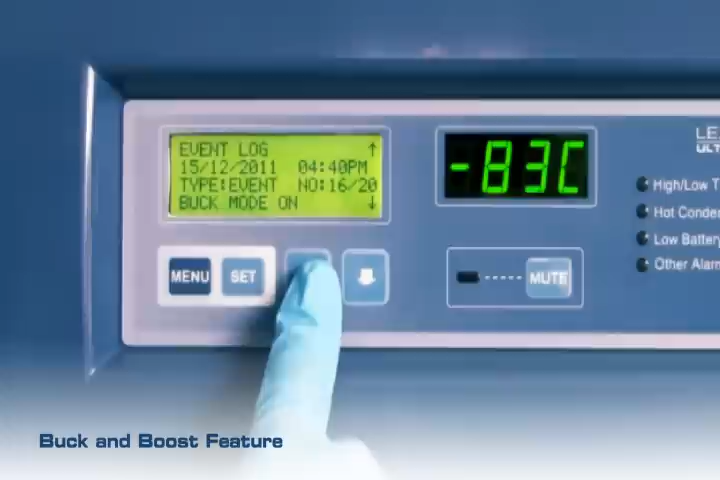 EVENT LOG ↑
15/12/2011 04:40PM
TYPE:EVENT NO:16/20
BUCK MODE ON ↓
-83C
LE
ULT
High/Low T
Hot Conde
Low Battery
Other Alarm
MENU
SET
MUTE
Buck and Boost Feature